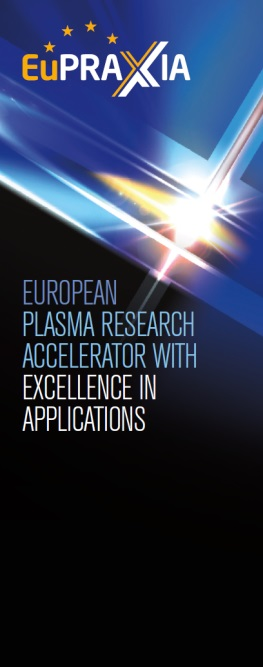 EuPRAXIA
EUROPEAN
PLASMA RESEARCH
ACCELERATOR WITH
EXCELLENCE IN
APPLICATIONS